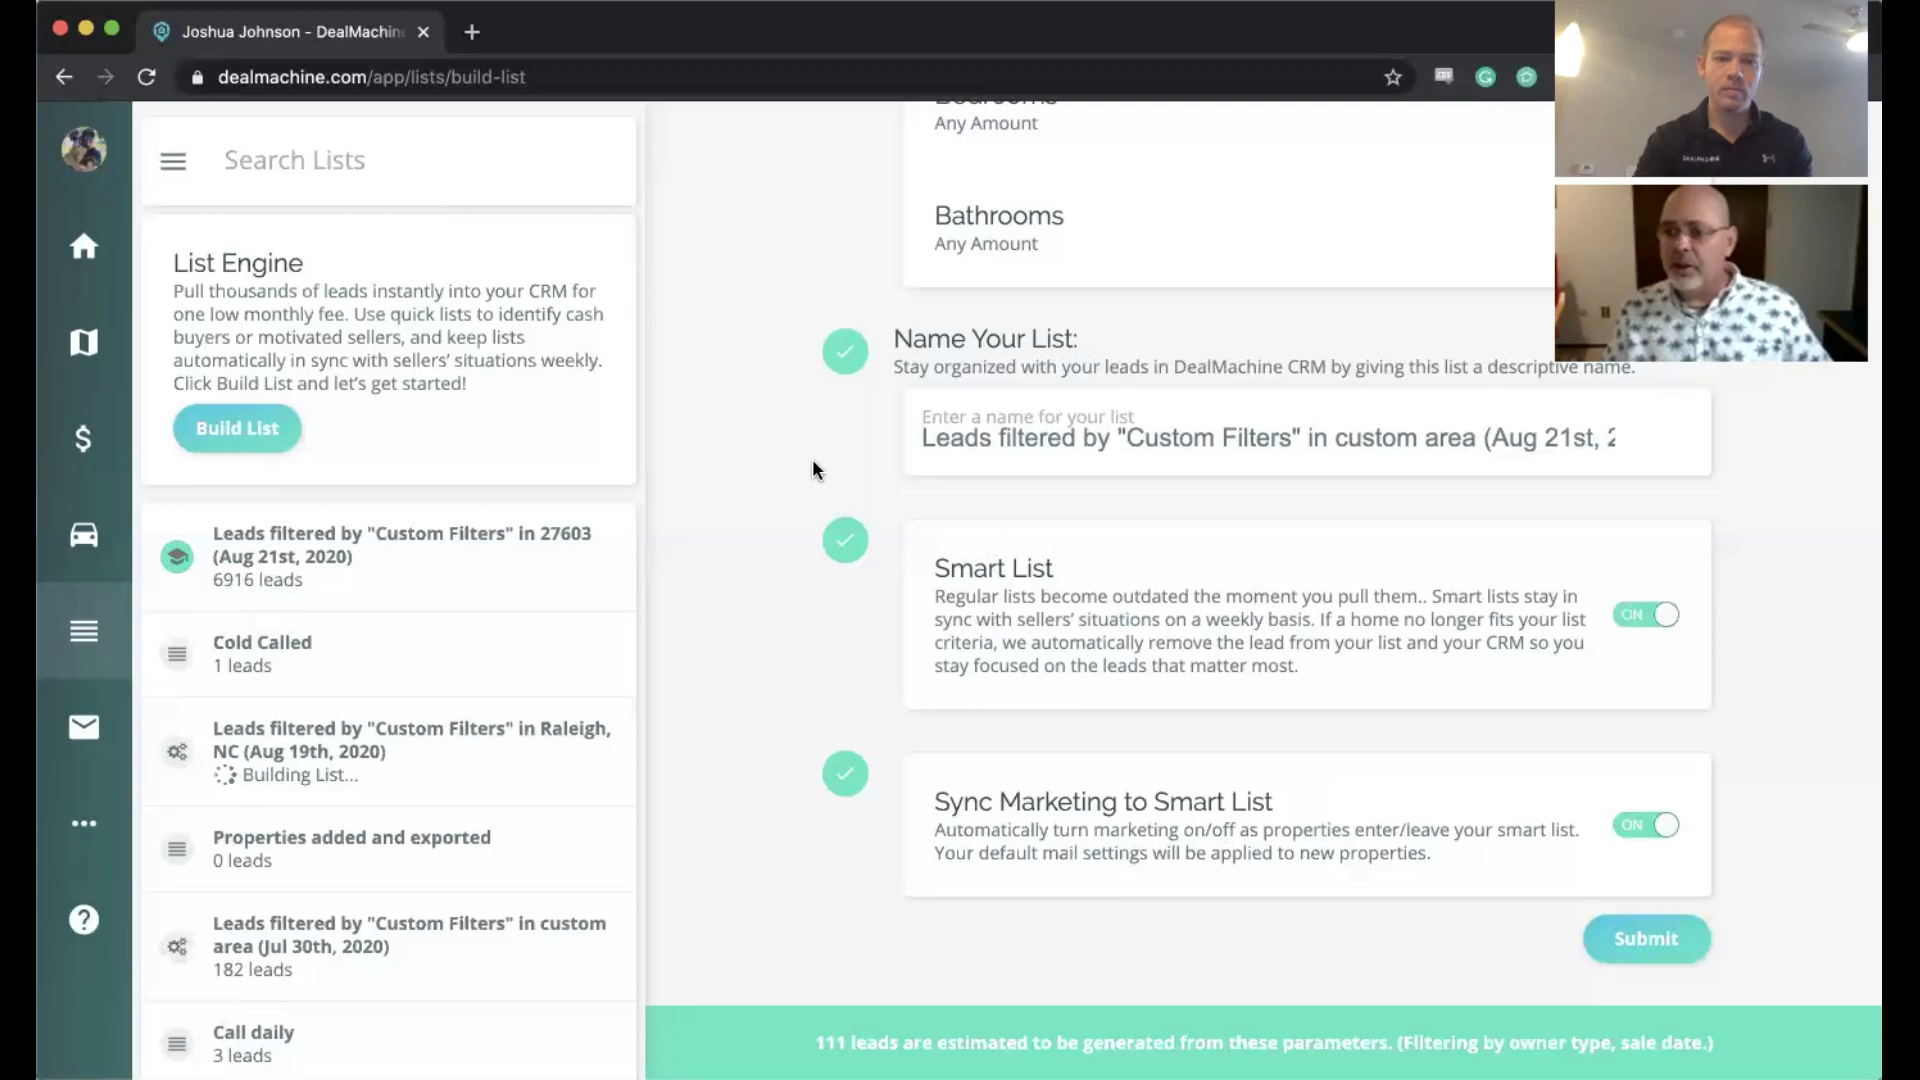 Joshua Johnson - DealMachin
dealmachine.com/app/lists/build-list
Search Lists
List Engine
Pull thousands of leads instantly into your CRM for
one low monthly fee. Use quick lists to identify cash
buyers or motivated sellers, and keep lists
automatically in sync with sellers’ situations weekly.
Click Build List and let’s get started!
Build List
Leads filtered by "Custom Filters" in 27603
(Aug 21st, 2020)
6916 leads
Cold Called
1 leads
Leads filtered by "Custom Filters" in Raleigh,
NC (Aug 19th, 2020)
Building List...
Properties added and exported
0 leads
Leads filtered by "Custom Filters" in custom
area (Jul 30th, 2020)
182 leads
Call daily
3 leads
Bedrooms
Any Amount
Bathrooms
Any Amount
Name Your List:
Stay organized with your leads in DealMachine CRM by giving this list a descriptive name.
Enter a name for your list
Leads filtered by "Custom Filters" in custom area (Aug 21st, 2
Smart List
Regular lists become outdated the moment you pull them.. Smart lists stay in
sync with sellers’ situations on a weekly basis. If a home no longer fits your list
criteria, we automatically remove the lead from your list and your CRM so you
stay focused on the leads that matter most.
ON
Sync Marketing to Smart List
Automatically turn marketing on/off as properties enter/leave your smart list.
Your default mail settings will be applied to new properties.
ON
Submit
111 leads are estimated to be generated from these parameters. (Filtering by owner type, sale date.)